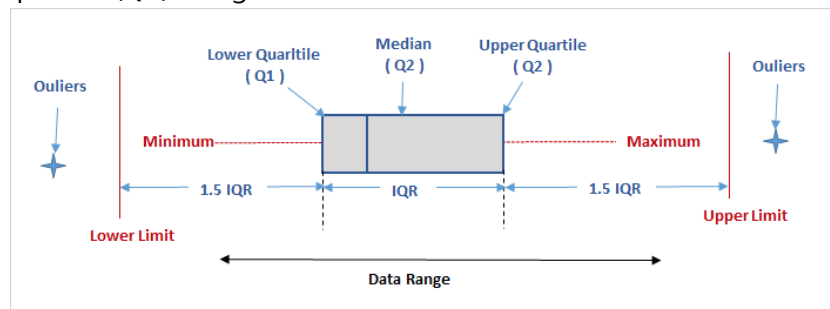 Lower Quarltile
( Q1 )
Median
( Q2 )
Upper Quartile
( Q2 )
Ouliers
Ouliers
Minimum
Maximum
1.5 IQR
IQR
1.5 IQR
Lower Limit
Upper Limit
Data Range